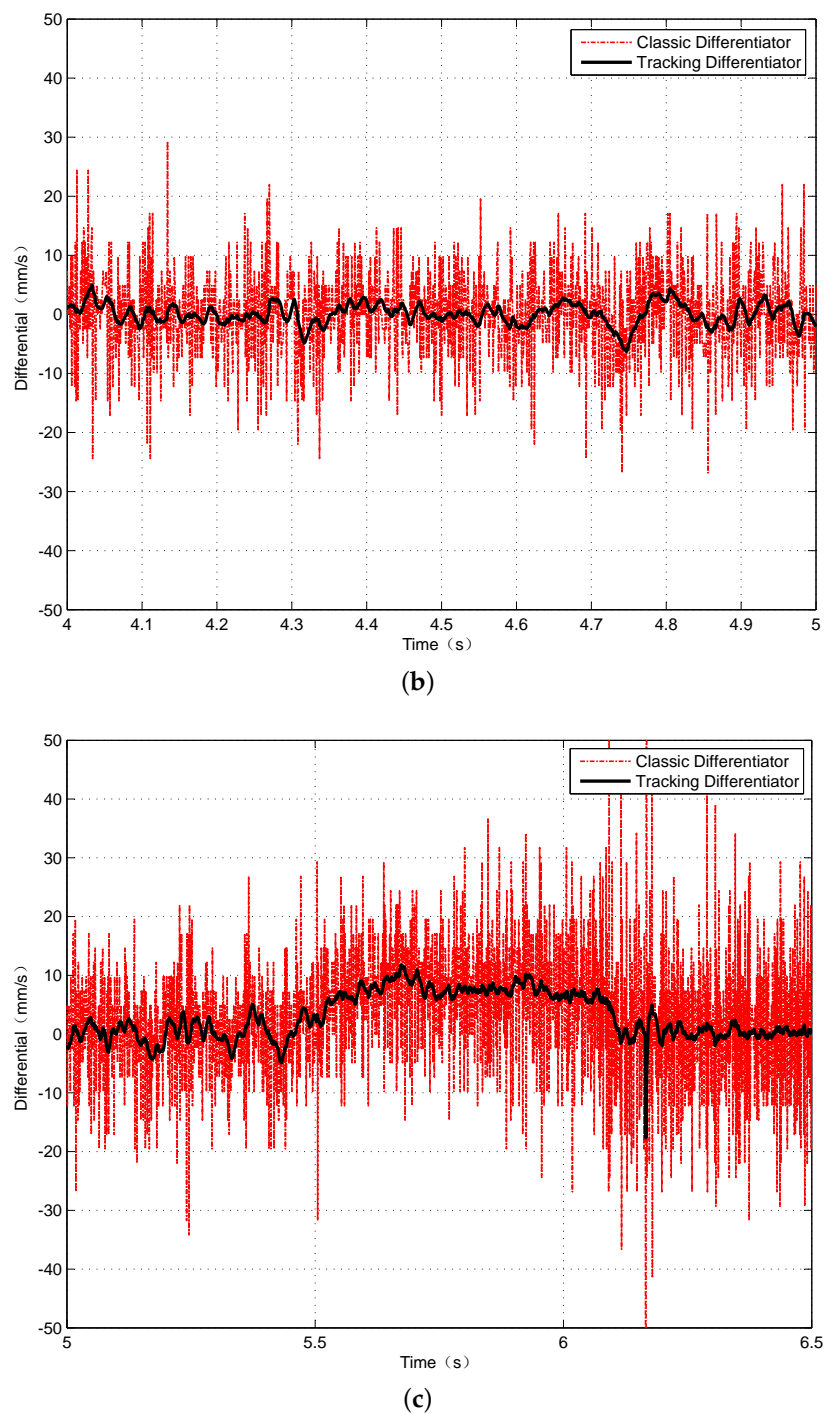 50
40
30
20
10
0
-10
-20
-30
-40
-50
Differential（mm/s）
Classic Differentiator
Tracking Differentiator
4 4.1 4.2 4.3 4.4 4.5 4.6 4.7 4.8 4.9 5
Time（s）
(b)
50
40
30
20
10
0
-10
-20
-30
-40
-50
Differential（mm/s）
Classic Differentiator
Tracking Differentiator
5 5.5 6 6.5
Time（s）
(c)